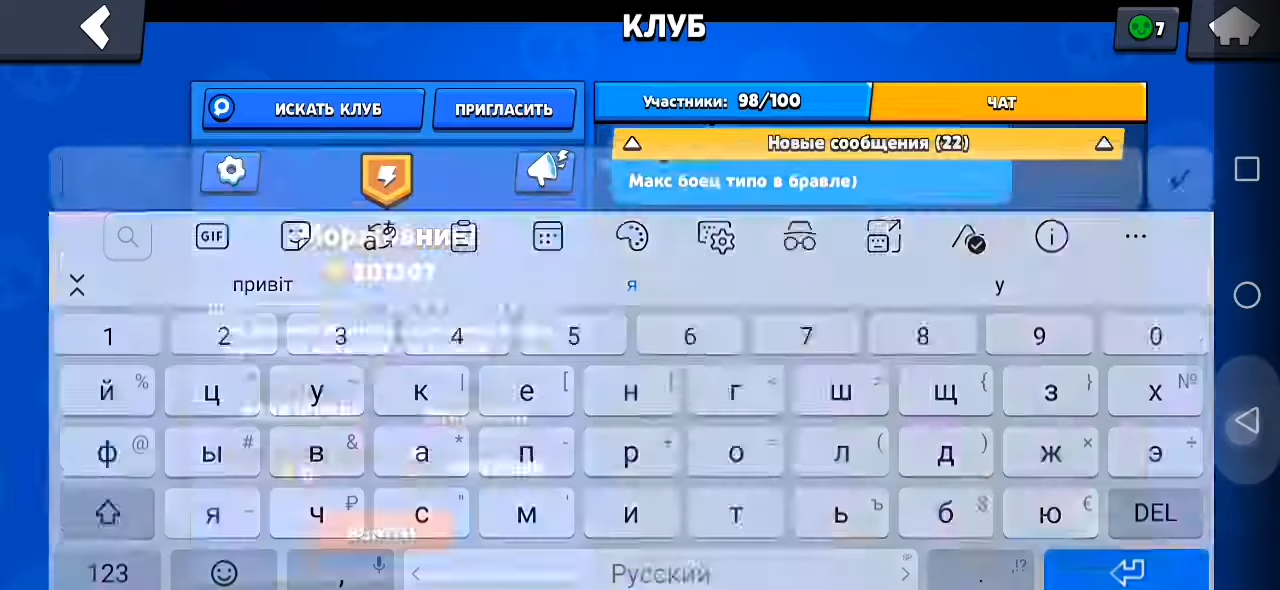 КЛУБ
7
ИСКАТЬ КЛУБ
ПРИГЛАСИТЬ
Участники: 98/100
ЧАТ
Новые сообщения (22)
Макс боец типо в бравле)
GIF
привіт я у
1 2 3 4 5 6 7 8 9 0
й % ц у к | е [ н ] г < ш = щ { з } х №
ф @ ы # в & а * п - р + о = л ( д ) ж × э ÷
я ч ₽ с " м ' и т ь ъ б § ю € DEL
123 , < Русский > . ,!?